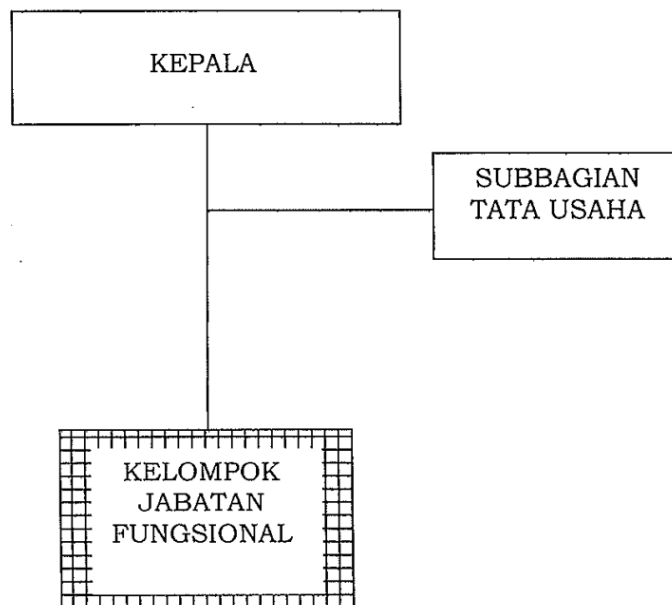 KEPALA
SUBBAGIAN
TATA USAHA
KELOMPOK
JABATAN
FUNGSIONAL